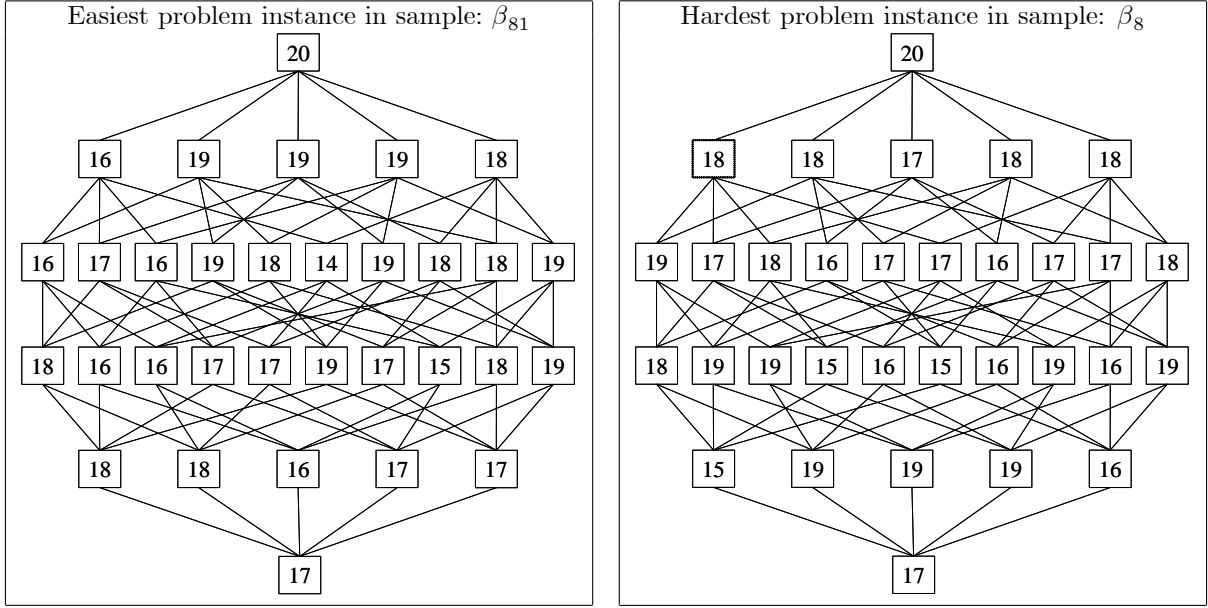 Easiest problem instance in sample: β81
20
16 19 19 19 18
16 17 16 19 18 14 19 18 18 19
18 16 16 17 17 19 17 15 18 19
18 18 16 17 17
17
Hardest problem instance in sample: β8
20
18 18 17 18 18
19 17 18 16 17 17 16 17 17 18
18 19 19 15 16 15 16 19 16 19
15 19 19 19 16
17